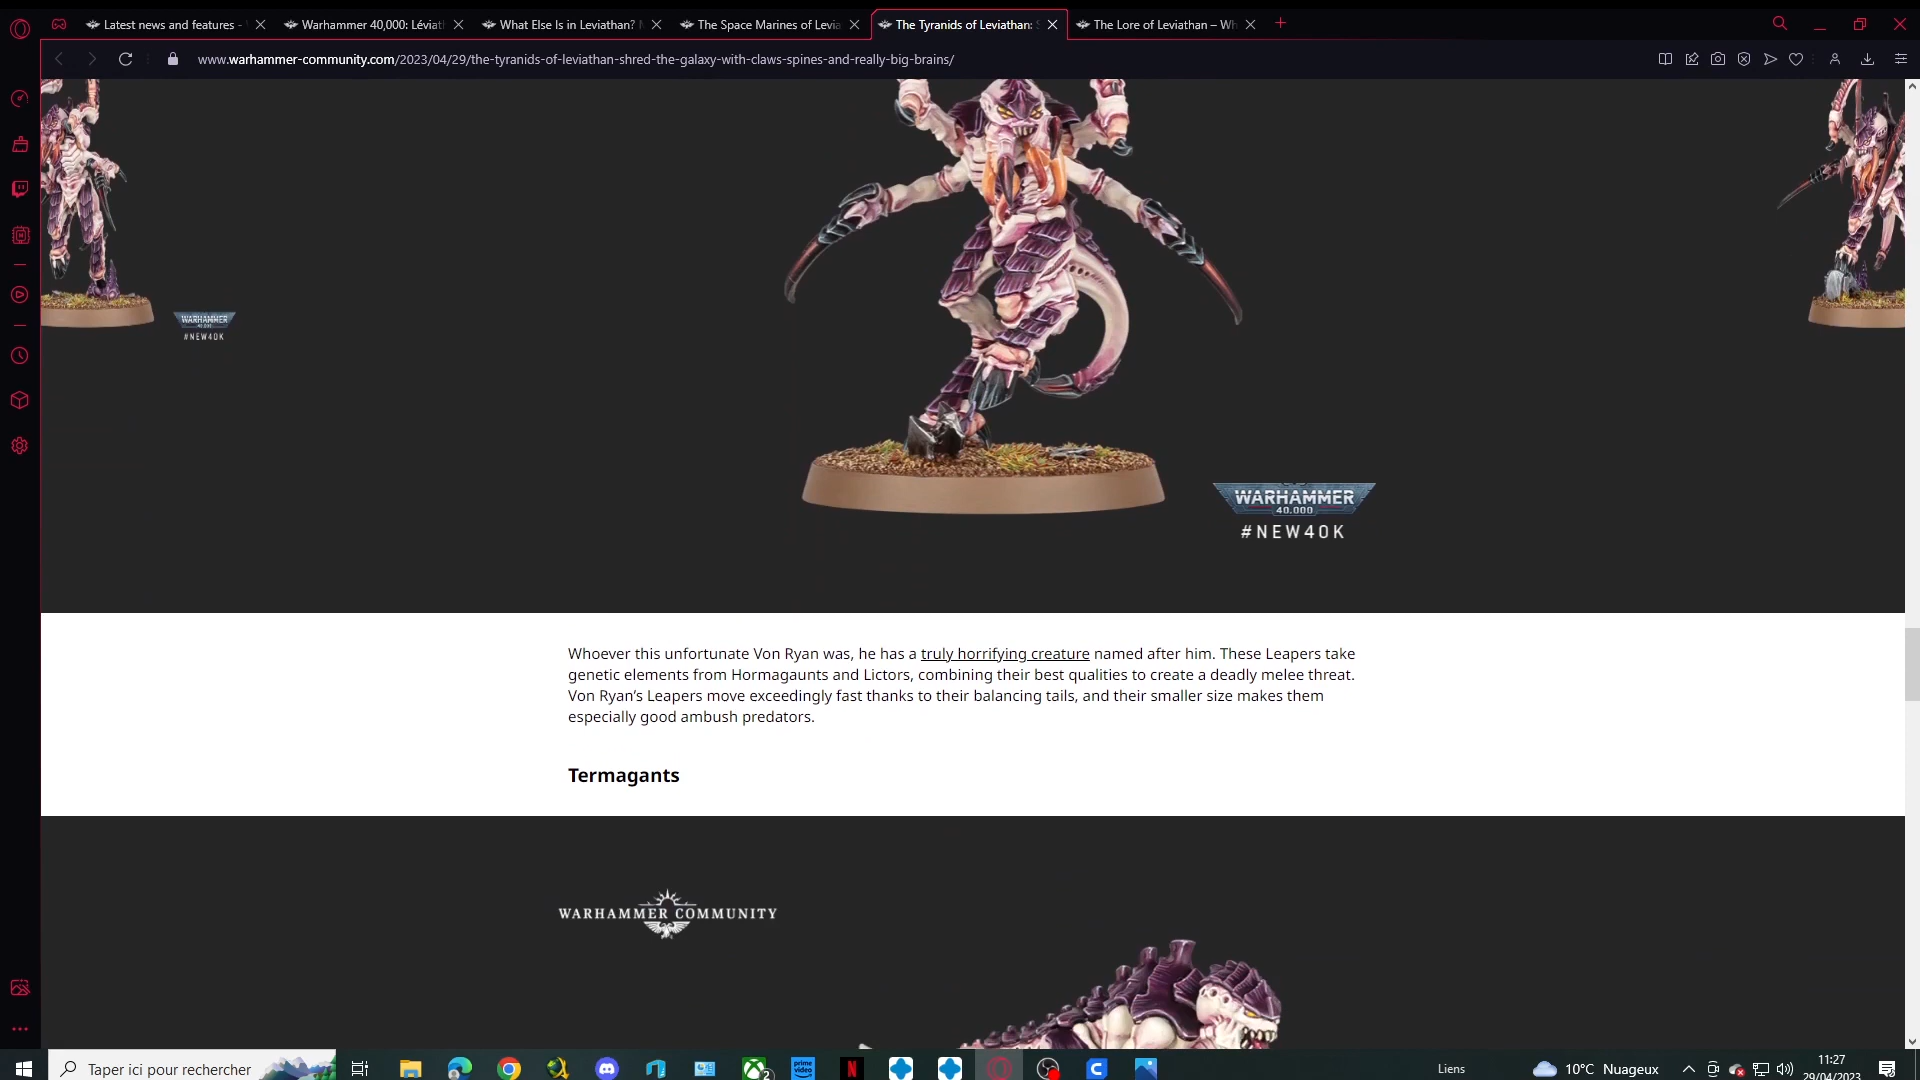 Latest news and features -
Warhammer 40,000: Léviat
What Else Is in Leviathan?
The Space Marines of Levia
The Tyranids of Leviathan:
The Lore of Leviathan – Wh
www.warhammer-community.com/2023/04/29/the-tyranids-of-leviathan-shred-the-galaxy-with-claws-spines-and-really-big-brains/
WARHAMMER
40,000
#NEW40K
WARHAMMER
40,000
#NEW40K
Whoever this unfortunate Von Ryan was, he has a truly horrifying creature named after him. These Leapers take
genetic elements from Hormagaunts and Lictors, combining their best qualities to create a deadly melee threat.
Von Ryan’s Leapers move exceedingly fast thanks to their balancing tails, and their smaller size makes them
especially good ambush predators.
Termagants
WARHAMMER COMMUNITY
Taper ici pour rechercher
2
prime video
N
C
Liens
10°C Nuageux
11:27
29/04/2023